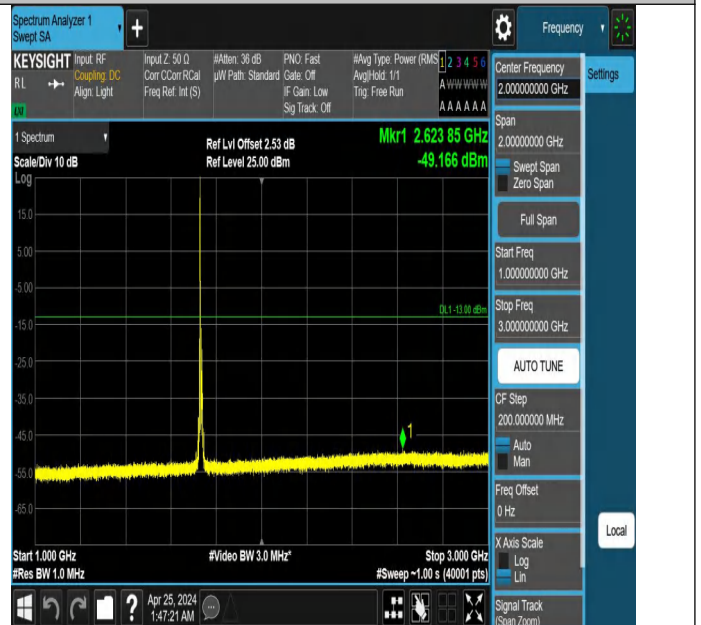 Spectrum Analyzer 1
Swept SA
+
Frequency
KEYSIGHT
Input: RF
Input Z: 50 Ω
#Atten: 36 dB
PNO: Fast
#Avg Type: Power (RMS
1 2 3 4 5 6
RL
Coupling: DC
Corr CCorr RCal
µW Path: Standard
Gate: Off
Avg|Hold: 1/1
A W W W W W
Align: Light
Freq Ref: Int (S)
IF Gain: Low
Trig: Free Run
Sig Track: Off
A A A A A A
LXI
1 Spectrum
Ref Lvl Offset 2.53 dB
Mkr1 2.623 85 GHz
Scale/Div 10 dB
Ref Level 25.00 dBm
-49.166 dBm
Log
15.0
5.00
-5.00
DL1 -13.00 dBm
-15.0
-25.0
-35.0
-45.0
1
-55.0
-65.0
Start 1.000 GHz
#Video BW 3.0 MHz*
Stop 3.000 GHz
#Res BW 1.0 MHz
#Sweep ~1.00 s (40001 pts)
Center Frequency
2.00000000 GHz
Settings
Span
2.00000000 GHz
Swept Span
Zero Span
Full Span
Start Freq
1.000000000 GHz
Stop Freq
3.000000000 GHz
AUTO TUNE
CF Step
200.000000 MHz
Auto
Man
Freq Offset
0 Hz
Local
X Axis Scale
Log
Lin
Signal Track
(Span Zoom)
?
Apr 25, 2024
1:47:21 AM